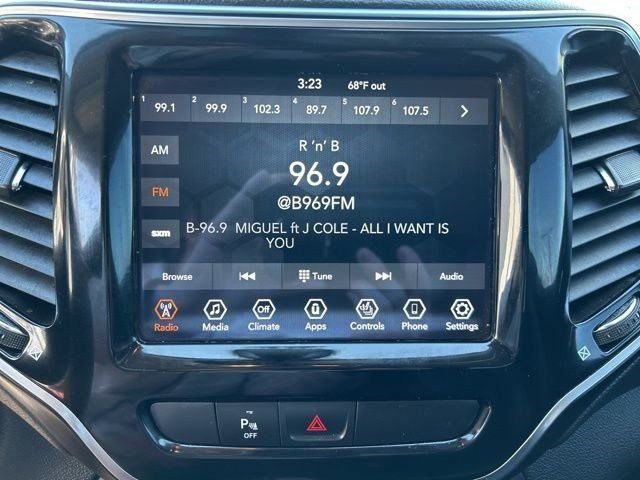 3:23 68°F out
1 99.1 2 99.9 3 102.3 4 89.7 5 107.9 6 107.5
R 'n' B
AM
96.9
FM
@B969FM
sxm B-96.9 MIGUEL ft J COLE - ALL I WANT IS
YOU
Browse Tune Audio
Off
Radio Media Climate Apps Controls Phone Settings
P
OFF